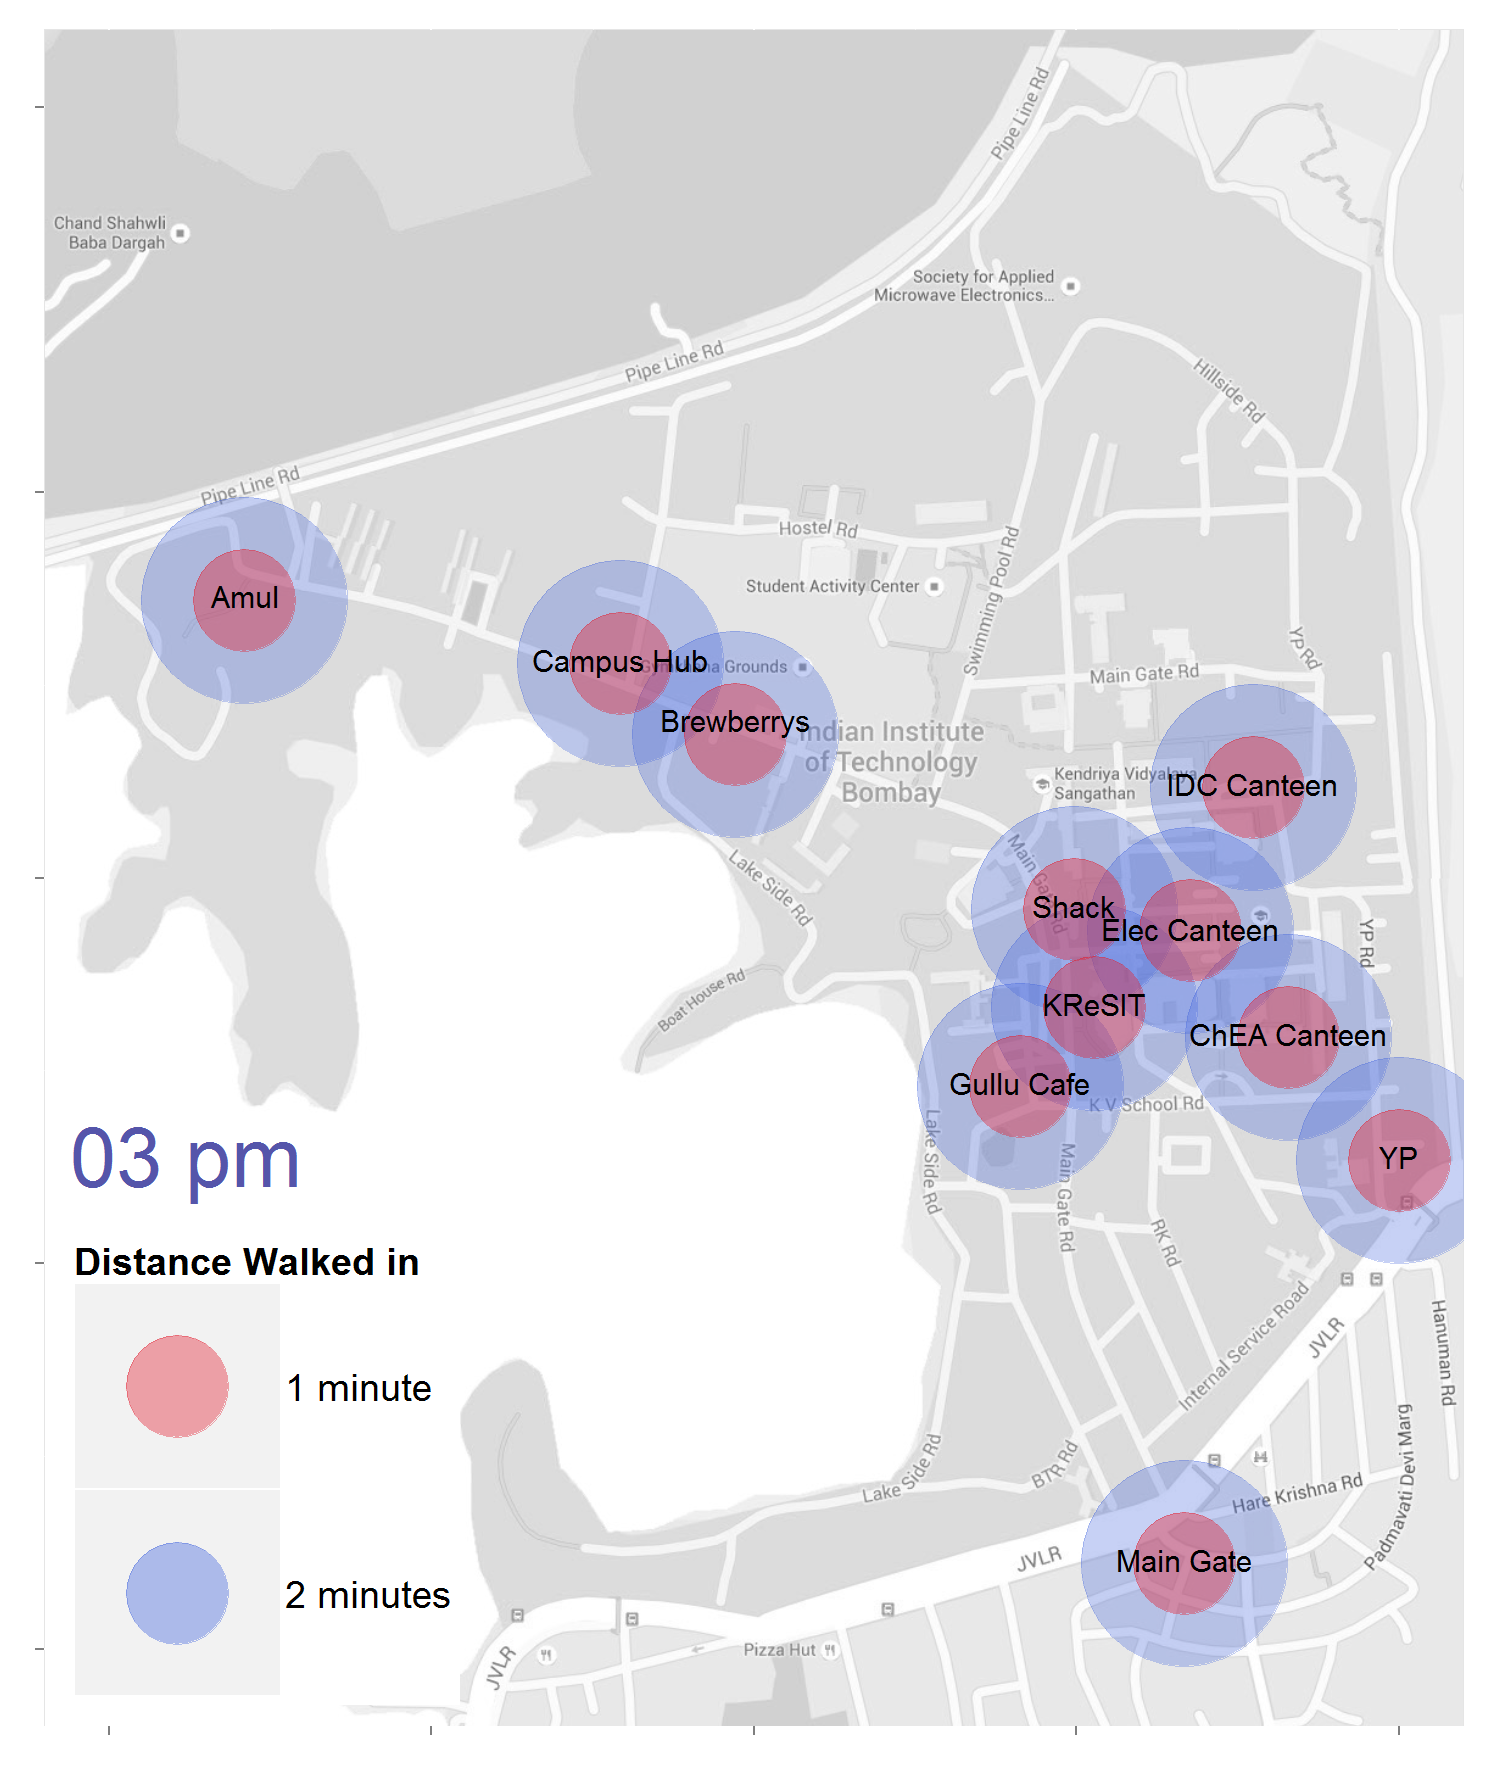 Pipe Line Rd
Chand Shahwli
Baba Dargah
Society for Applied
Microwave Electronics...
Pipe Line Rd
Hillside Rd
Pipe Line Rd
Hostel Rd
Swimming Pool Rd
Student Activity Center
Amul
YP Rd
Campus Hub
Grounds
Main Gate Rd
Brewberrys
Indian Institute
of Technology
Bombay
Kendriya Vidyalaya
Sangathan
IDC Canteen
Lake Side Rd
Main Gate Rd
Shack
Elec Canteen
YP Rd
Boat House Rd
KReSIT
ChEA Canteen
Gullu Cafe
K V School Rd
Lake Side Rd
Main Gate Rd
YP
03 pm
RK Rd
Distance Walked in
1 minute
2 minutes
Internal Service Road
JVLR
Hanuman Rd
Padmavati Devi Marg
Lake Side Rd
BTR Rd
Hare Krishna Rd
JVLR
Main Gate
JVLR
Pizza Hut